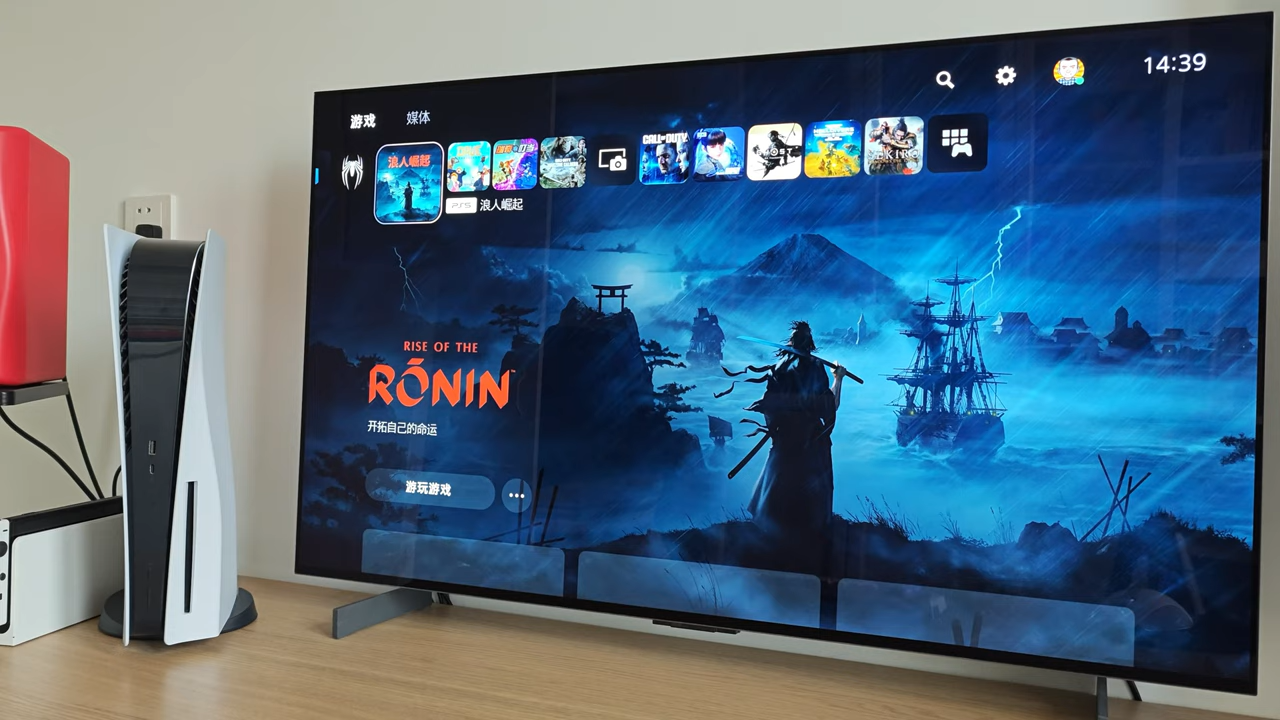 游戏 媒体
14:39
浪人崛起
CALL OF DUTY
PS5 浪人崛起
RISE OF THE
RŌNIN
开拓自己的命运
游玩游戏